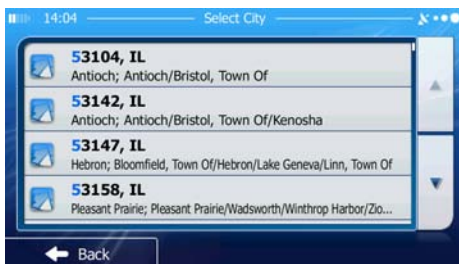 14:04 Select City
53104, IL
Antioch; Antioch/Bristol, Town Of
53142, IL
Antioch; Antioch/Bristol, Town Of/Kenosha
53147, IL
Hebron; Bloomfield, Town Of/Hebron/Lake Geneva/Linn, Town Of
53158, IL
Pleasant Prairie; Pleasant Prairie/Wadsworth/Winthrop Harbor/Zio...
Back